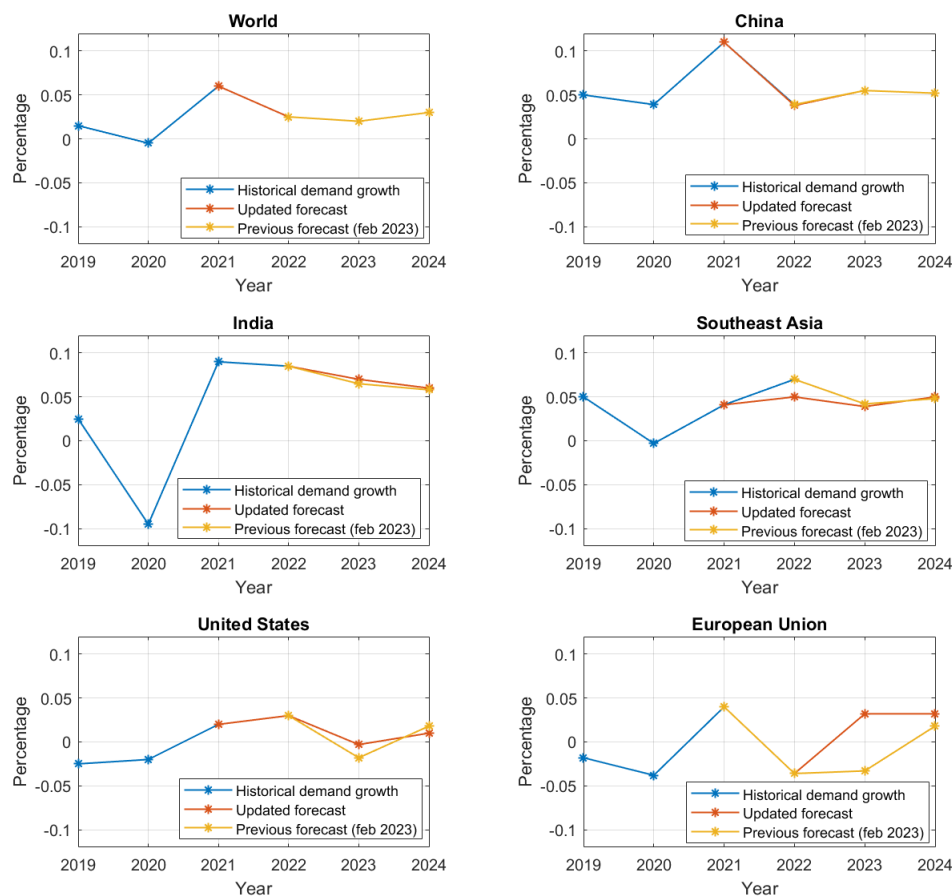 World
0.1
0.05
0
-0.05
-0.1
Percentage
Historical demand growth
Updated forecast
Previous forecast (feb 2023)
2019 2020 2021 2022 2023 2024
Year
China
0.1
0.05
0
-0.05
-0.1
Percentage
Historical demand growth
Updated forecast
Previous forecast (feb 2023)
2019 2020 2021 2022 2023 2024
Year
India
0.1
0.05
0
-0.05
-0.1
Percentage
Historical demand growth
Updated forecast
Previous forecast (feb 2023)
2019 2020 2021 2022 2023 2024
Year
Southeast Asia
0.1
0.05
0
-0.05
-0.1
Percentage
Historical demand growth
Updated forecast
Previous forecast (feb 2023)
2019 2020 2021 2022 2023 2024
Year
United States
0.1
0.05
0
-0.05
-0.1
Percentage
Historical demand growth
Updated forecast
Previous forecast (feb 2023)
2019 2020 2021 2022 2023 2024
Year
European Union
0.1
0.05
0
-0.05
-0.1
Percentage
Historical demand growth
Updated forecast
Previous forecast (feb 2023)
2019 2020 2021 2022 2023 2024
Year